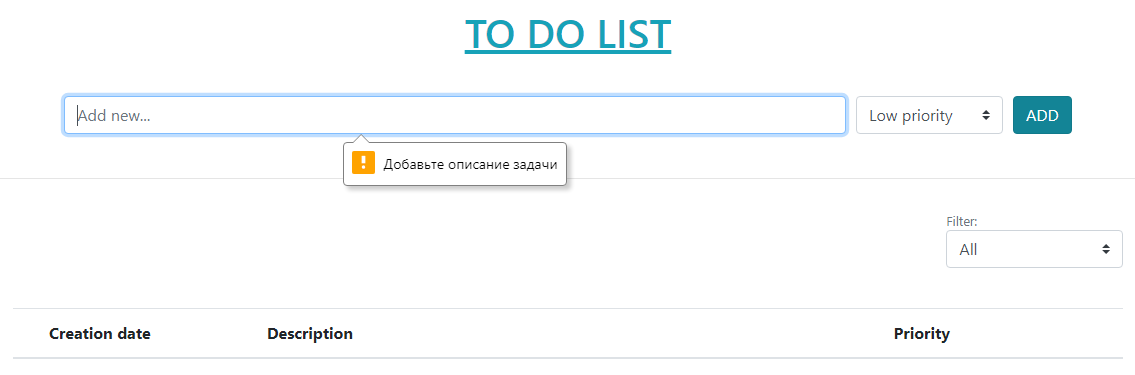 TO DO LIST
Add new...
Low priority
ADD
Добавьте описание задачи
Filter:
All
Creation date Description Priority